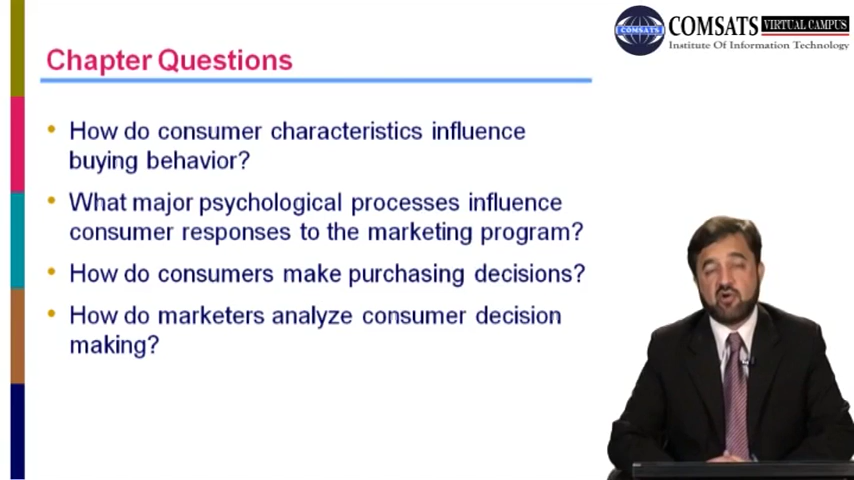 Chapter Questions
COMSATS VIRTUAL CAMPUS
Institute Of Information Technology
COMSATS
• How do consumer characteristics influence
buying behavior?
• What major psychological processes influence
consumer responses to the marketing program?
• How do consumers make purchasing decisions?
• How do marketers analyze consumer decision
making?